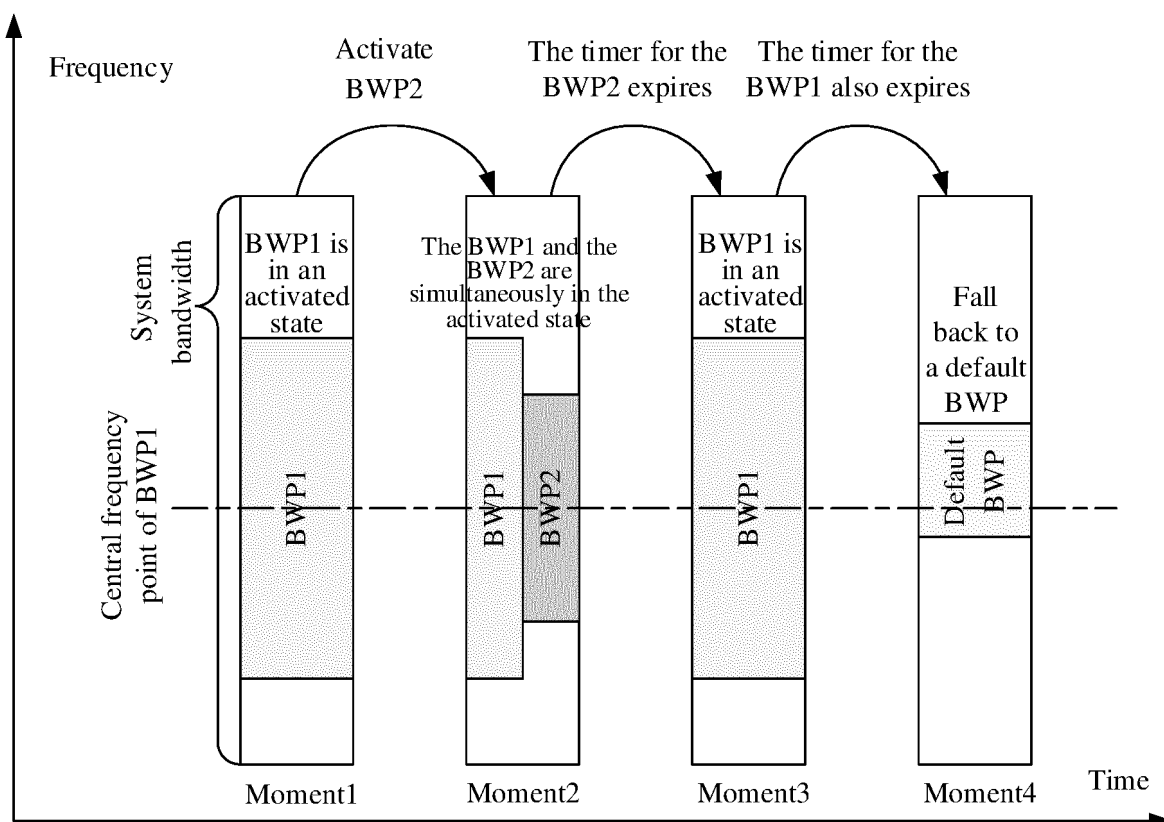 Frequency
Activate
BWP2
The timer for the
BWP2 expires
The timer for the
BWP1 also expires
System
bandwidth
Central frequency
point of BWP1
BWP1 is
in an
activated
state
BWP1
The BWP1 and the
BWP2 are
simultaneously in the
activated state
BWP1
BWP2
BWP1 is
in an
activated
state
BWP1
Fall
back to
a default
BWP
Default
BWP
Moment1
Moment2
Moment3
Moment4
Time